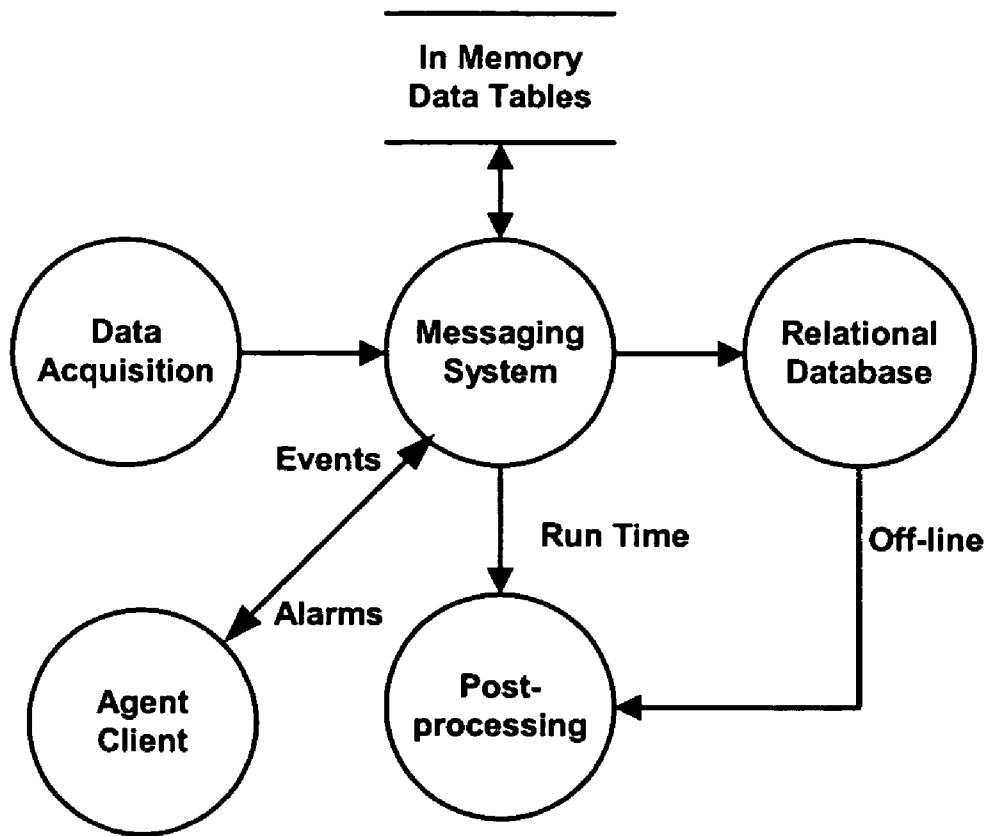 In Memory
Data Tables
Data
Acquisition
Messaging
System
Relational
Database
Events
Run Time
Off-line
Alarms
Agent
Client
Post-
processing